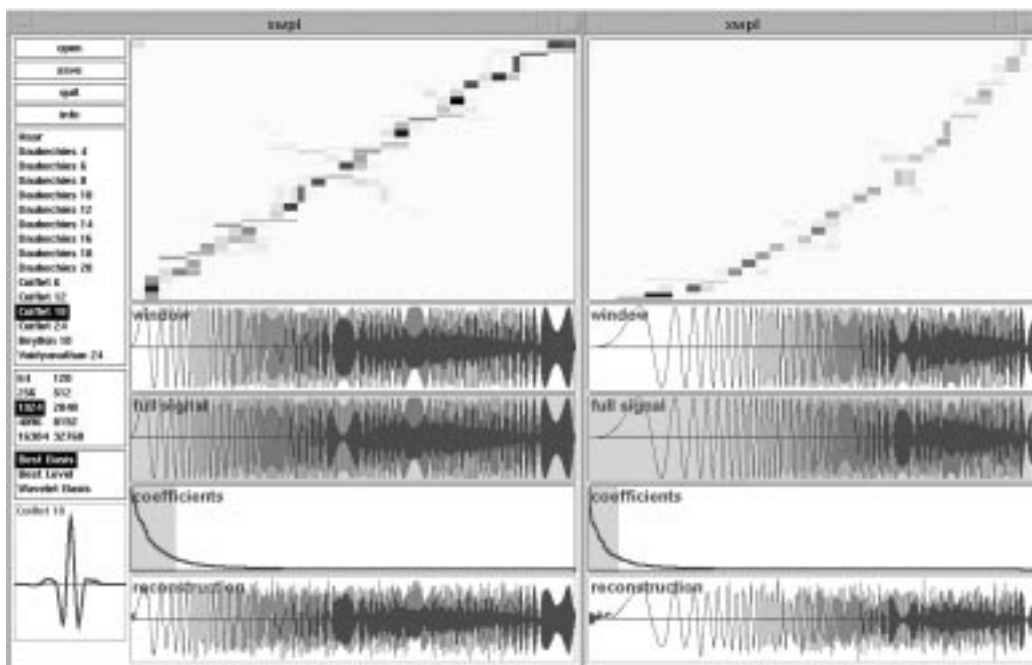 xwpl
xwpl
open
save
quit
info
Haar
Daubechies 4
Daubechies 6
Daubechies 8
Daubechies 10
Daubechies 12
Daubechies 14
Daubechies 16
Daubechies 18
Daubechies 20
Coiflet 6
Coiflet 12
Coiflet 18
Coiflet 24
Beylkin 18
Vaidyanathan 24
64 128
256 512
1024 2048
4096 8192
16384 32768
Best Basis
Best Level
Wavelet Basis
Coiflet 18
window
full signal
coefficients
reconstruction
window
full signal
coefficients
reconstruction